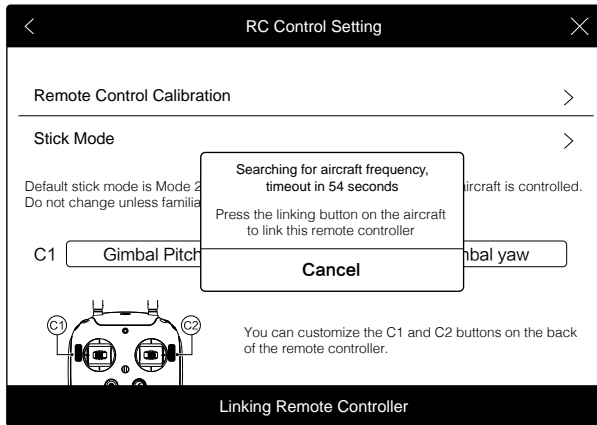 RC Control Setting
Remote Control Calibration
Stick Mode
Searching for aircraft frequency,
timeout in 54 seconds
Press the linking button on the aircraft
to link this remote controller
Cancel
Default stick mode is Mode 2 aircraft is controlled.
Do not change unless familia
C1 Gimbal Pitch mbal yaw
C1 C2
You can customize the C1 and C2 buttons on the back
of the remote controller.
Linking Remote Controller